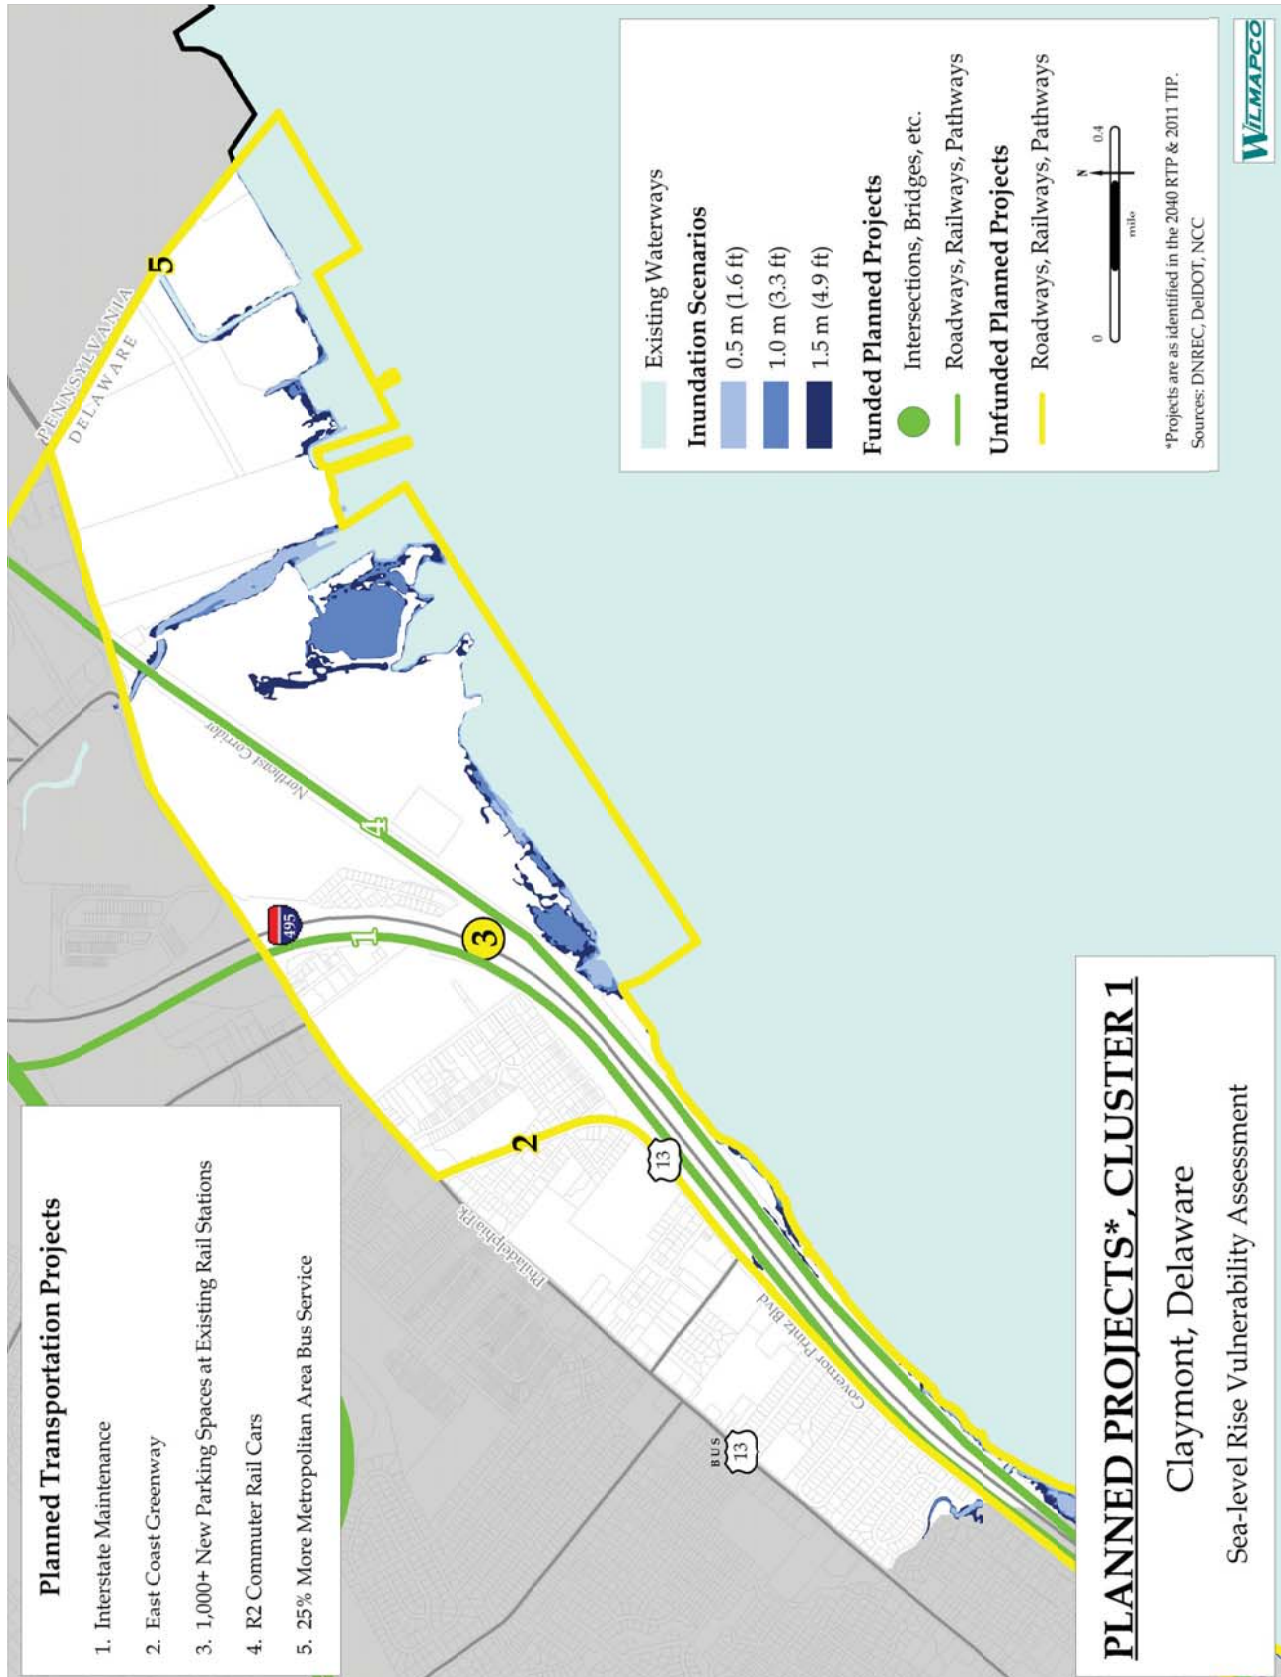 Planned Transportation Projects
1. Interstate Maintenance
2. East Coast Greenway
3. 1,000+ New Parking Spaces at Existing Rail Stations
4. R2 Commuter Rail Cars
5. 25% More Metropolitan Area Bus Service
PENNSYLVANIA
DELAWARE
5
Northeast Corridor
4
495
1
3
2
13
Philadelphia Pk
Governor Printz Blvd
BUS
13
Existing Waterways
Inundation Scenarios
0.5 m (1.6 ft)
1.0 m (3.3 ft)
1.5 m (4.9 ft)
Funded Planned Projects
Intersections, Bridges, etc.
Roadways, Railways, Pathways
Unfunded Planned Projects
Roadways, Railways, Pathways
N
0 0.4
mile
*Projects are as identified in the 2040 RTP & 2011 TIP.
Sources: DNREC, DelDOT, NCC
PLANNED PROJECTS*, CLUSTER 1
Claymont, Delaware
Sea-level Rise Vulnerability Assessment
WILMAPCO